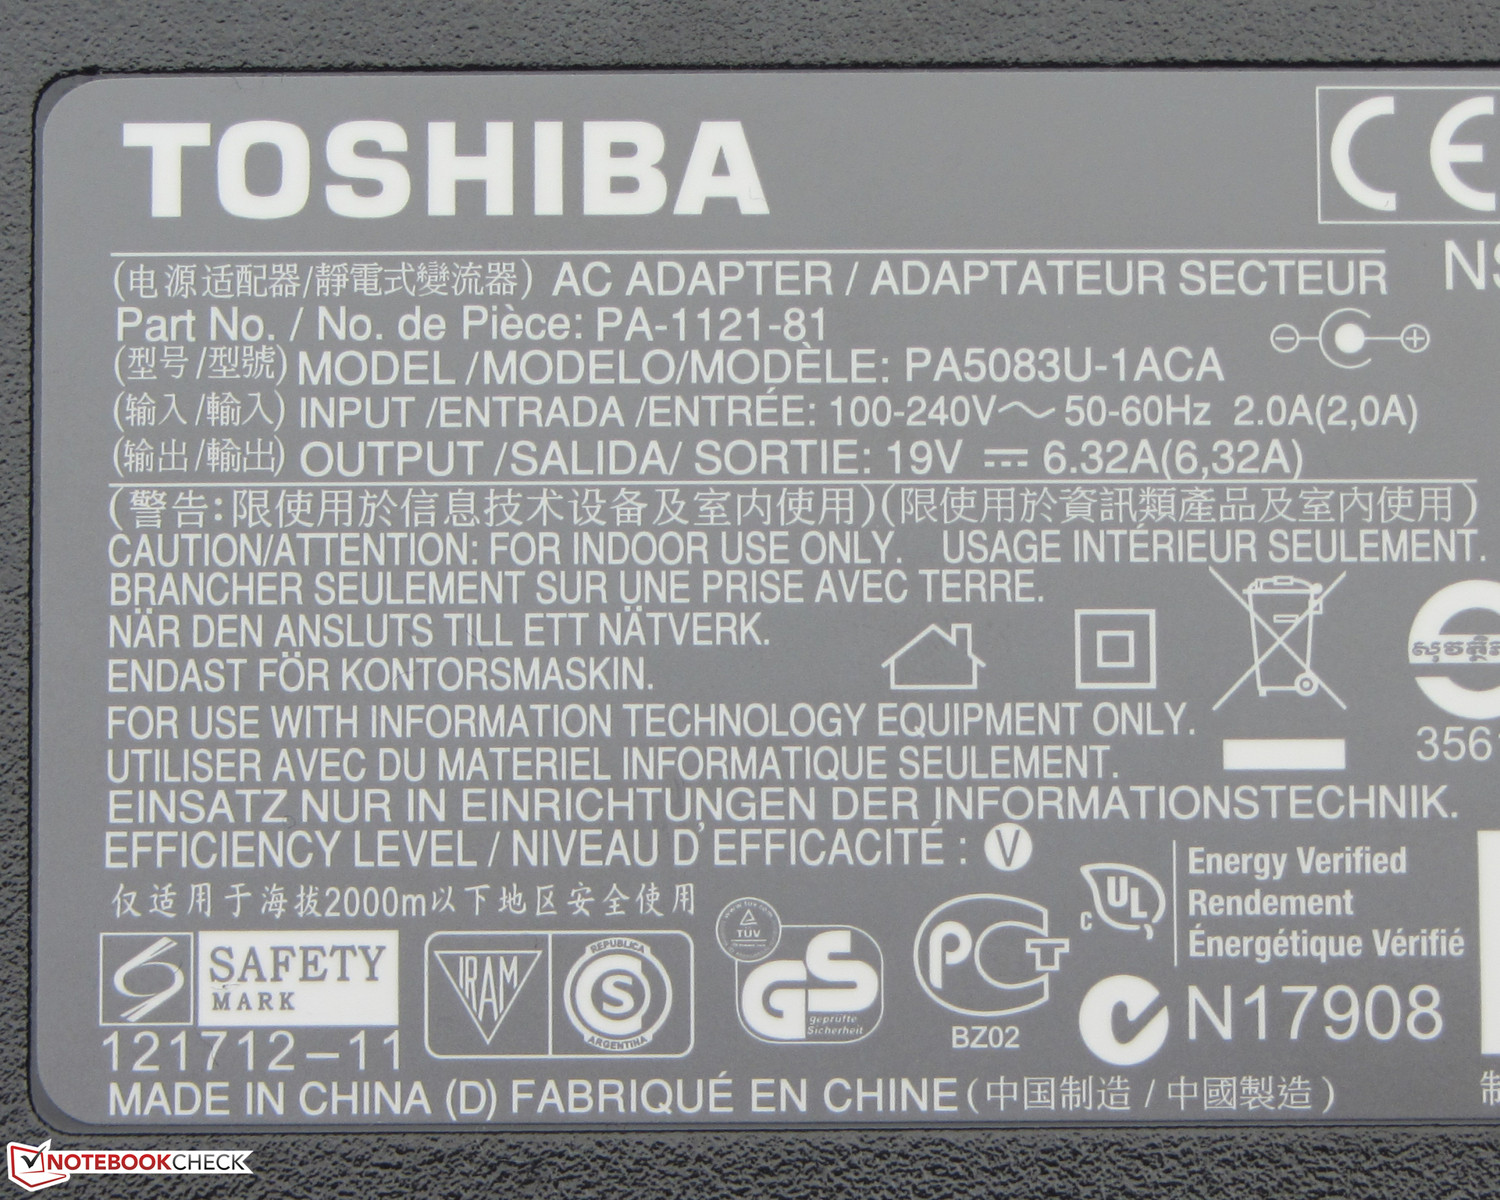 TOSHIBA
CE
(电源适配器/靜電式變流器) AC ADAPTER / ADAPTATEUR SECTEUR
Part No. / No. de Pièce: PA-1121-81
(型号/型號) MODEL /MODELO/MODÈLE: PA5083U-1ACA
(输入/輸入) INPUT /ENTRADA /ENTRÉE: 100-240V～ 50-60Hz 2.0A(2,0A)
(输出/輸出) OUTPUT /SALIDA/ SORTIE: 19V ⎓ 6.32A(6,32A)
(警告:限使用於信息技术设备及室内使用)(限使用於資訊類產品及室內使用)
CAUTION/ATTENTION: FOR INDOOR USE ONLY. USAGE INTÉRIEUR SEULEMENT.
BRANCHER SEULEMENT SUR UNE PRISE AVEC TERRE.
NÄR DEN ANSLUTS TILL ETT NÄTVERK.
ENDAST FÖR KONTORSMASKIN.
FOR USE WITH INFORMATION TECHNOLOGY EQUIPMENT ONLY.
356
UTILISER AVEC DU MATERIEL INFORMATIQUE SEULEMENT.
EINSATZ NUR IN EINRICHTUNGEN DER INFORMATIONSTECHNIK.
EFFICIENCY LEVEL / NIVEAU D'EFFICACITÉ : V
仅适用于海拔2000m以下地区安全使用
c UL
Energy Verified
Rendement
Énergétique Vérifié
SAFETY
MARK
121712-11
IRAM
REPUBLICA
S
ARGENTINA
TÜV
GS
geprüfte
Sicherheit
PCT
BZ02
N17908
MADE IN CHINA (D) FABRIQUÉ EN CHINE (中国制造 / 中國製造)
制
NOTEBOOKCHECK